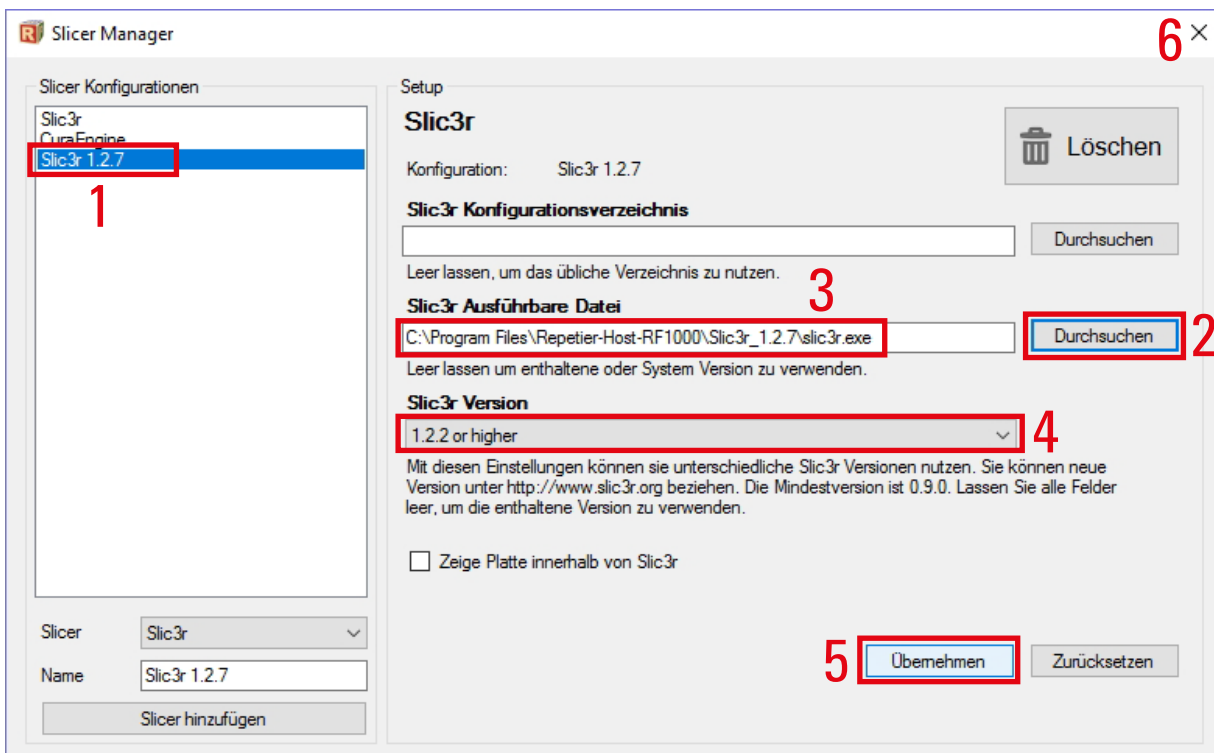 Slicer Manager
6
Slicer Konfigurationen
Slic3r
CuraEngine
Slic3r 1.2.7
1
Slicer
Slic3r
Name
Slic3r 1.2.7
Slicer hinzufügen
Setup
Slic3r
Löschen
Konfiguration: Slic3r 1.2.7
Slic3r Konfigurationsverzeichnis
Durchsuchen
Leer lassen, um das übliche Verzeichnis zu nutzen.
3
Slic3r Ausführbare Datei
C:\Program Files\Repetier-Host-RF1000\Slic3r_1.2.7\slic3r.exe
Durchsuchen
2
Leer lassen um enthaltene oder System Version zu verwenden.
Slic3r Version
1.2.2 or higher
4
Mit diesen Einstellungen können sie unterschiedliche Slic3r Versionen nutzen. Sie können neue
Version unter http://www.slic3r.org beziehen. Die Mindestversion ist 0.9.0. Lassen Sie alle Felder
leer, um die enthaltene Version zu verwenden.
Zeige Platte innerhalb von Slic3r
5
Übernehmen
Zurücksetzen